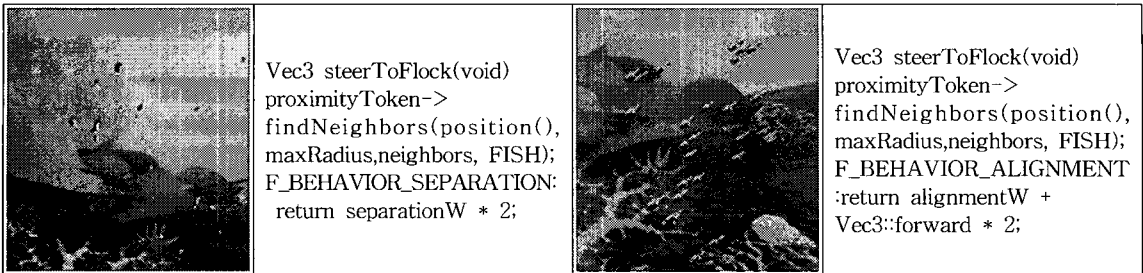 Vec3 steerToFlock(void)
proximityToken->
findNeighbors(position(),
maxRadius,neighbors, FISH);
F_BEHAVIOR_SEPARATION:
return separationW * 2;
Vec3 steerToFlock(void)
proximityToken->
findNeighbors(position(),
maxRadius,neighbors, FISH);
F_BEHAVIOR_ALIGNMENT
:return alignmentW +
Vec3::forward * 2;